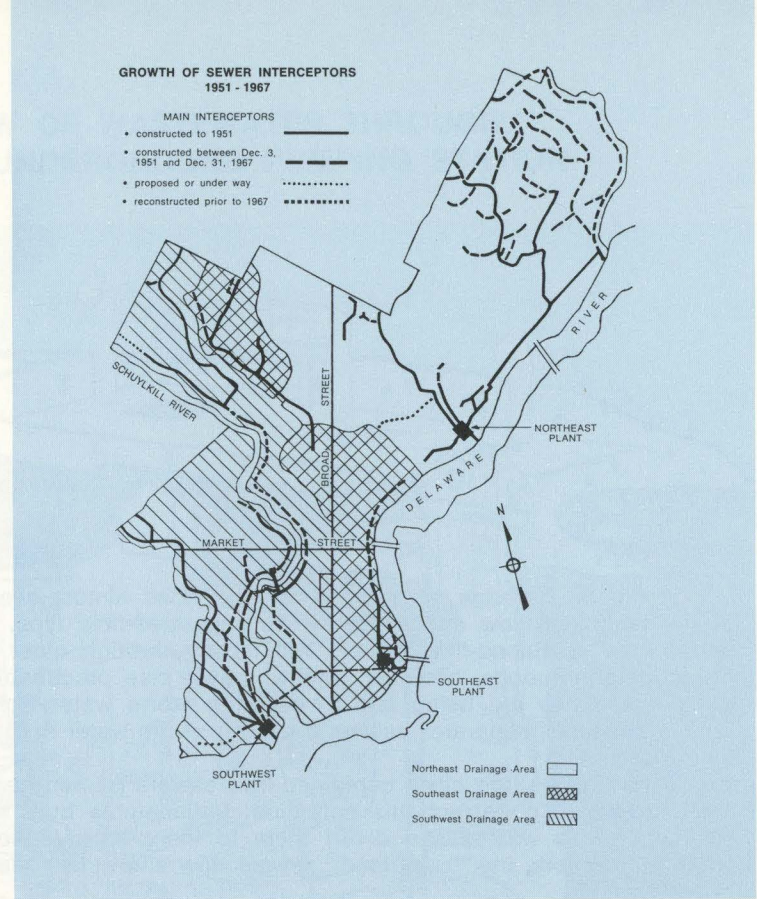 GROWTH OF SEWER INTERCEPTORS
1951 - 1967
MAIN INTERCEPTORS
• constructed to 1951
• constructed between Dec. 3,
1951 and Dec. 31, 1967
• proposed or under way
• reconstructed prior to 1967
SCHUYLKILL RIVER
BROAD STREET
DELAWARE RIVER
NORTHEAST
PLANT
N
MARKET STREET
SOUTHEAST
PLANT
SOUTHWEST
PLANT
Northeast Drainage Area
Southeast Drainage Area
Southwest Drainage Area